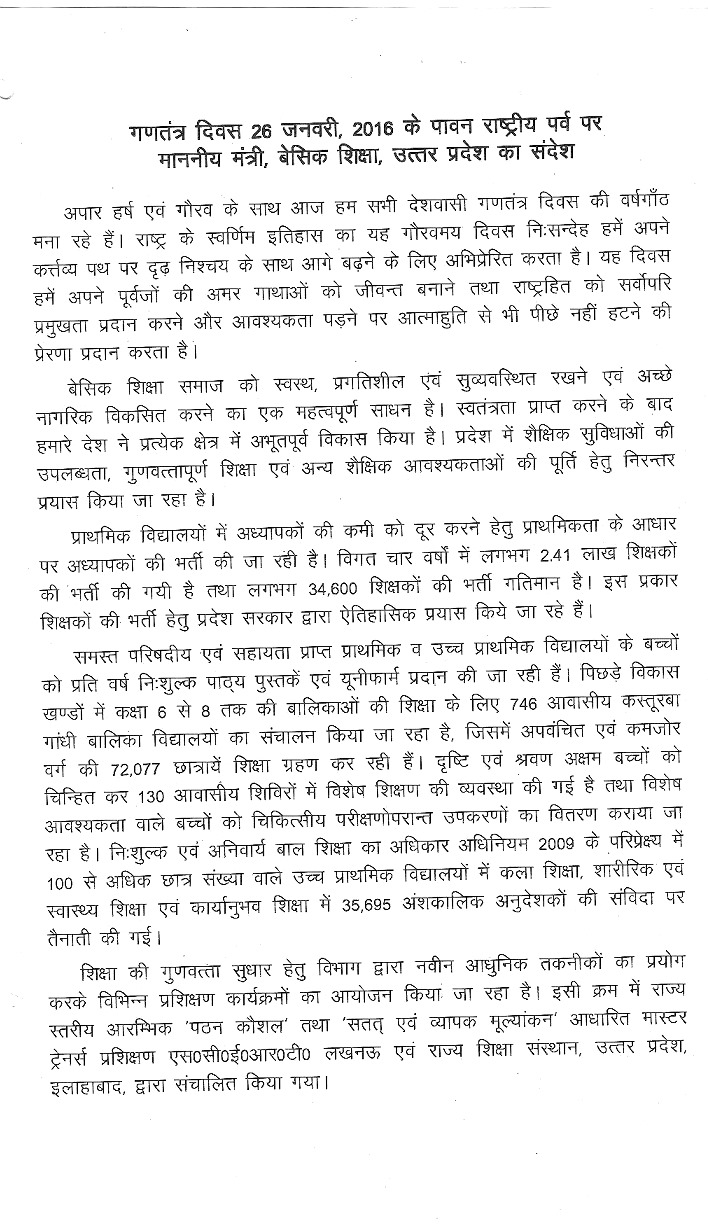 गणतंत्र दिवस 26 जनवरी, 2016 के पावन राष्ट्रीय पर्व पर
माननीय मंत्री, बेसिक शिक्षा, उत्तर प्रदेश का संदेश
अपार हर्ष एवं गौरव के साथ आज हम सभी देशवासी गणतंत्र दिवस की वर्षगाँठ
मना रहे हैं। राष्ट्र के स्वर्णिम इतिहास का यह गौरवमय दिवस निःसन्देह हमें अपने
कर्त्तव्य पथ पर दृढ़ निश्चय के साथ आगे बढ़ने के लिए अभिप्रेरित करता है। यह दिवस
हमें अपने पूर्वजों की अमर गाथाओं को जीवन्त बनाने तथा राष्ट्रहित को सर्वोपरि
प्रमुखता प्रदान करने और आवश्यकता पड़ने पर आत्माहुति से भी पीछे नहीं हटने की
प्रेरणा प्रदान करता है।
बेसिक शिक्षा समाज को स्वस्थ, प्रगतिशील एंवं सुव्यवस्थित रखने एवं अच्छे
नागरिक विकसित करने का एक महत्वपूर्ण साधन है। स्वतंत्रता प्राप्त करने के बाद
हमारे देश ने प्रत्येक क्षेत्र में अभूतपूर्व विकास किया है। प्रदेश में शैक्षिक सुविधाओं की
उपलब्धता, गुणवत्तापूर्ण शिक्षा एवं अन्य शैक्षिक आवश्यकताओं की पूर्ति हेतु निरन्तर
प्रयास किया जा रहा है।
प्राथमिक विद्यालयों में अध्यापकों की कमी को दूर करने हेतु प्राथमिकता के आधार
पर अध्यापकों की भर्ती की जा रही है। विगत चार वर्षो में लगभग 2.41 लाख शिक्षकों
की भर्ती की गयी है तथा लगभग 34,600 शिक्षकों की भर्ती गतिमान है। इस प्रकार
शिक्षकों की भर्ती हेतु प्रदेश सरकार द्वारा ऐतिहासिक प्रयास किये जा रहे हैं।
समस्त परिषदीय एवं सहायता प्राप्त प्राथमिक व उच्च प्राथमिक विद्यालयों के बच्चों
को प्रति वर्ष निःशुल्क पाठ्य पुस्तकें एवं यूनीफार्म प्रदान की जा रही हैं। पिछड़े विकास
खण्डों में कक्षा 6 से 8 तक की बालिकाओं की शिक्षा के लिए 746 आवासीय कस्तूरबा
गांधी बालिका विद्यालयों का संचालन किया जा रहा है, जिसमें अपवंचित एवं कमजोर
वर्ग की 72,077 छात्रायें शिक्षा ग्रहण कर रही हैं। दृष्टि एवं श्रवण अक्षम बच्चों को
चिन्हित कर 130 आवासीय शिविरों में विशेष शिक्षण की व्यवस्था की गई है तथा विशेष
आवश्यकता वाले बच्चों को चिकित्सीय परीक्षणोपरान्त उपकरणों का वितरण कराया जा
रहा है। निःशुल्क एवं अनिवार्य बाल शिक्षा का अधिकार अधिनियम 2009 के परिप्रेक्ष्य में
100 से अधिक छात्र संख्या वाले उच्च प्राथमिक विद्यालयों में कला शिक्षा, शारीरिक एवं
स्वास्थ्य शिक्षा एवं कार्यानुभव शिक्षा में 35,695 अंशकालिक अनुदेशकों की संविदा पर
तैनाती की गई।
शिक्षा की गुणवत्ता सुधार हेतु विभाग द्वारा नवीन आधुनिक तकनीकों का प्रयोग
करके विभिन्न प्रशिक्षण कार्यक्रमों का आयोजन किया जा रहा है। इसी क्रम में राज्य
स्तरीय आरम्भिक 'पठन कौशल' तथा 'सतत् एवं व्यापक मूल्यांकन' आधारित मास्टर
ट्रेनर्स प्रशिक्षण एस0सी0ई0आर0टी0 लखनऊ एवं राज्य शिक्षा संस्थान, उत्तर प्रदेश,
इलाहाबाद, द्वारा संचालित किया गया।